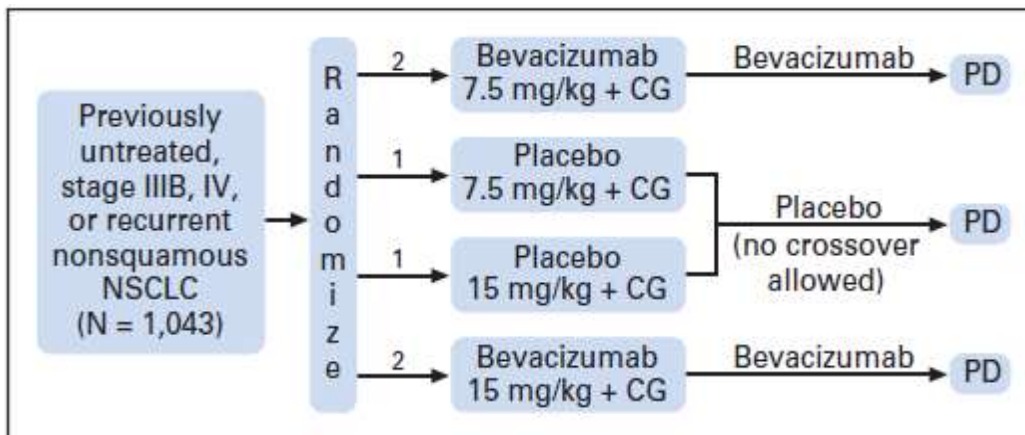 Previously
untreated,
stage IIIB, IV,
or recurrent
nonsquamous
NSCLC
(N = 1,043)
R
a
n
d
o
m
i
z
e
2
Bevacizumab
7.5 mg/kg + CG
Bevacizumab
PD
1
Placebo
7.5 mg/kg + CG
1
Placebo
15 mg/kg + CG
Placebo
(no crossover
allowed)
PD
2
Bevacizumab
15 mg/kg + CG
Bevacizumab
PD